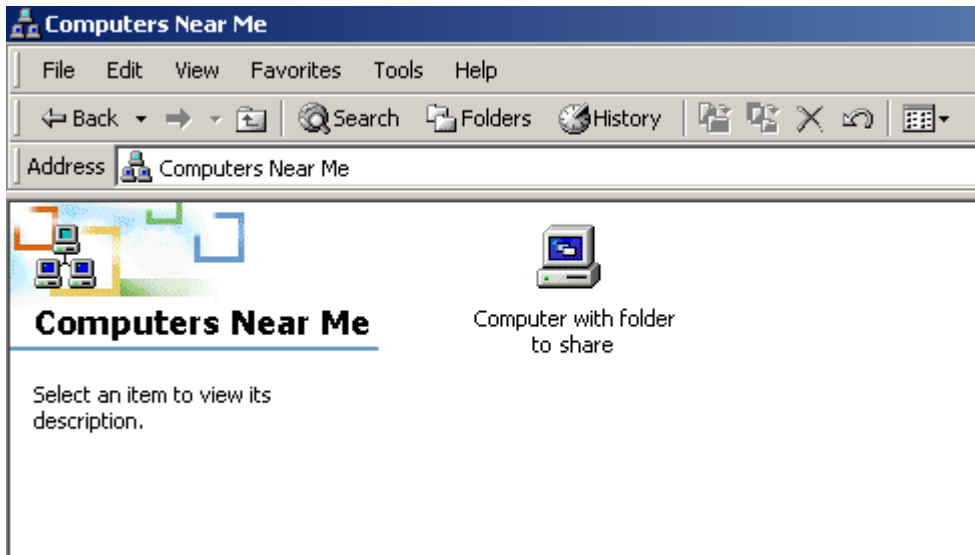 Computers Near Me
File Edit View Favorites Tools Help
Back Search Folders History
Address Computers Near Me
Computers Near Me
Select an item to view its
description.
Computer with folder
to share